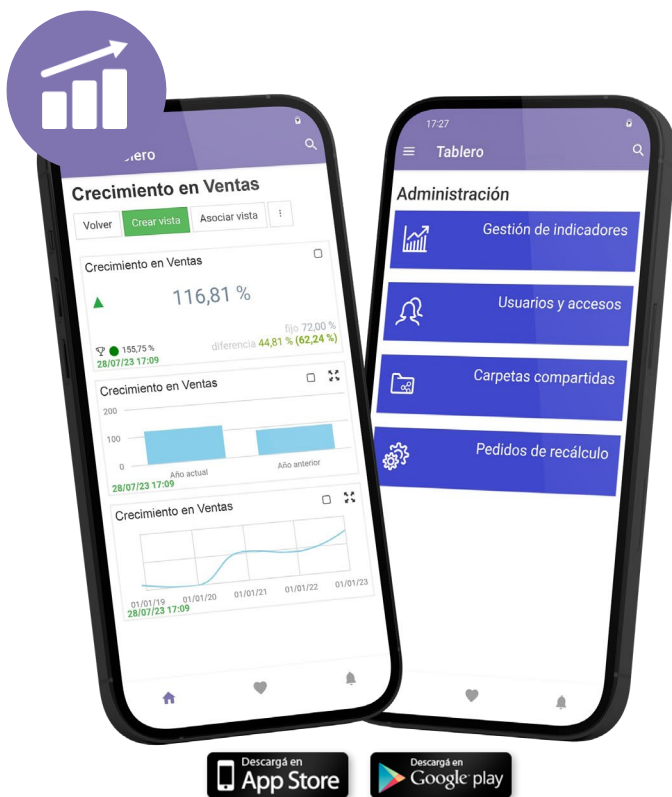 lero
Crecimiento en Ventas
Volver
Crear vista
Asociar vista
Crecimiento en Ventas
116,81 %
fijo 72,00 %
155,75 %
diferencia 44,81 % (62,24 %)
28/07/23 17:09
Crecimiento en Ventas
200
100
0
Año actual
Año anterior
28/07/23 17:09
Crecimiento en Ventas
01/01/19
01/01/20
01/01/21
01/01/22
01/01/23
28/07/23 17:09
17:27
Tablero
Administración
Gestión de indicadores
Usuarios y accesos
Carpetas compartidas
Pedidos de recálculo
Descargá en
App Store
Descargá en
Google play